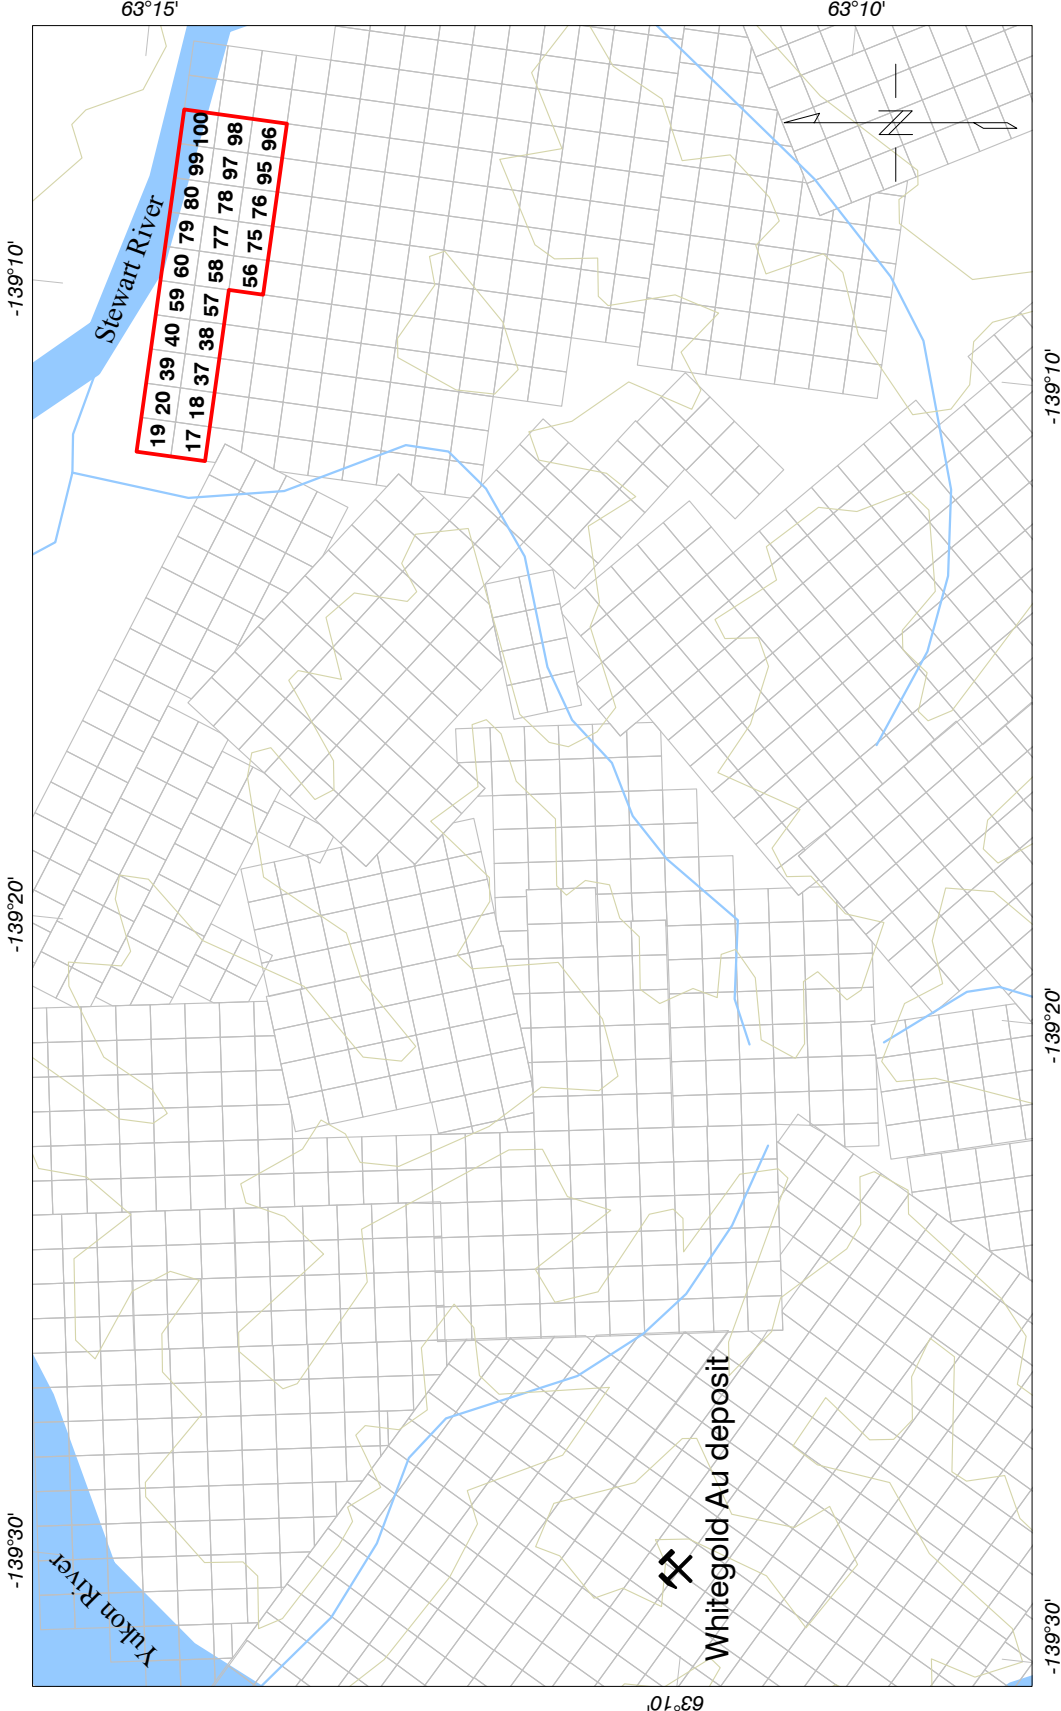 63°15'
63°10'
-139°10'
-139°20'
-139°30'
-139°10'
-139°20'
-139°30'
63°10'
Stewart River
Yukon River
19 20 39 40 59 60 79 80 99 100
17 18 37 38 57 58 77 78 97 98
56 75 76 95 96
N
Whitegold Au deposit